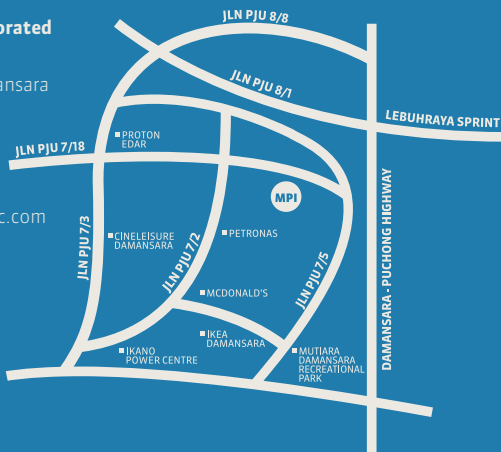 orated
ansara
c.com
JLN PJU 8/8
JLN PJU 8/1
LEBUHRAYA SPRINT
PROTON
EDAR
JLN PJU 7/18
MPI
DAMANSARA - PUCHONG HIGHWAY
JLN PJU 7/3
CINELEISURE
DAMANSARA
JLN PJU 7/2
PETRONAS
JLN PJU 7/5
MCDONALD'S
IKEA
DAMANSARA
IKANO
POWER CENTRE
MUTIARA
DAMANSARA
RECREATIONAL
PARK